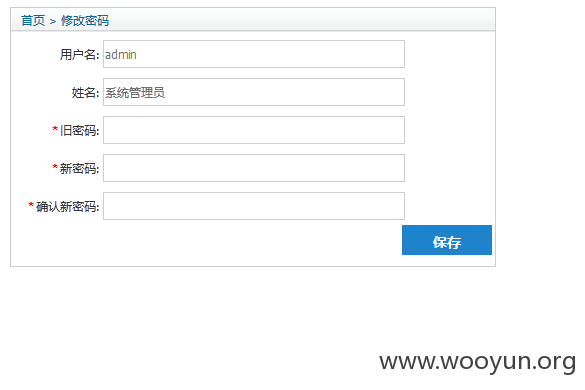 首页 > 修改密码
用户名: admin
姓名: 系统管理员
*旧密码:
*新密码:
*确认新密码:
保存
www.wooyun.org